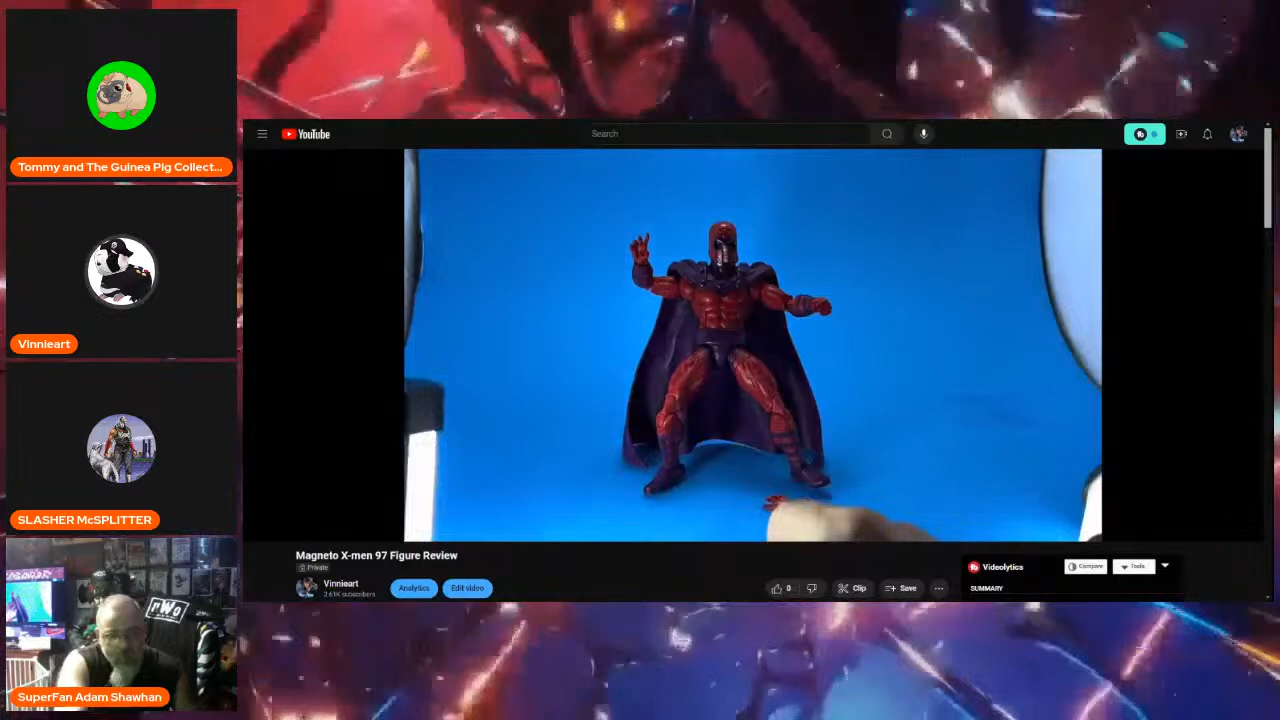 Tommy and The Guinea Pig Collect...
Vinnieart
SLASHER McSPLITTER
rWo
SuperFan Adam Shawhan
YouTube
Search
Magneto X-men 97 Figure Review
Private
Vinnieart
2.61K subscribers
Analytics
Edit video
0
Clip
Save
Videolytics
Compare
Tools
SUMMARY